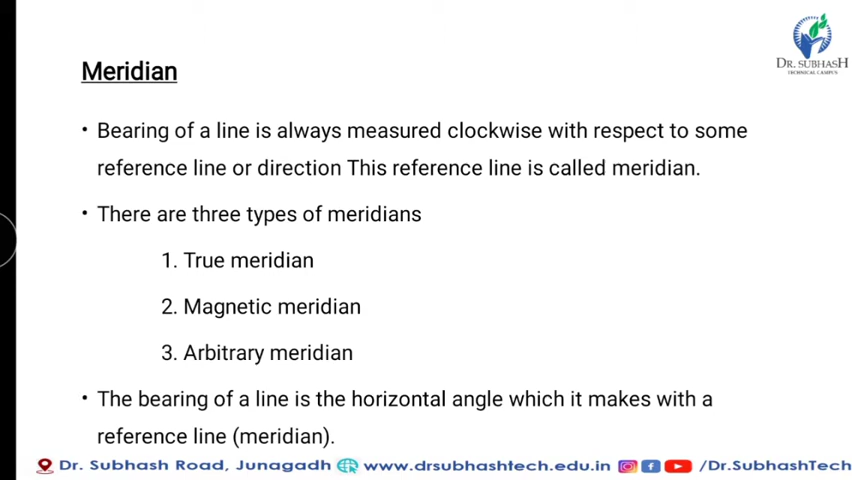 DR. SUBHASH
TECHNICAL CAMPUS
Meridian
• Bearing of a line is always measured clockwise with respect to some
reference line or direction This reference line is called meridian.
• There are three types of meridians
1. True meridian
2. Magnetic meridian
3. Arbitrary meridian
• The bearing of a line is the horizontal angle which it makes with a
reference line (meridian).
Dr. Subhash Road, Junagadh www.drsubhashtech.edu.in /Dr.SubhashTech